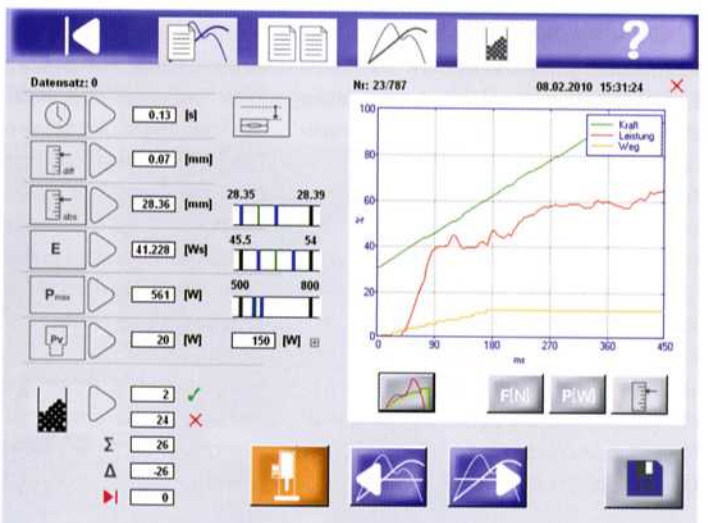 ?
Datensatz: 0
Nr: 23/787 08.02.2010 15:31:24
0.13 [s]
diff 0.07 [mm]
abs 28.36 [mm]
28.35 28.39
E 41.228 [Ws]
45.5 54
Pmax 561 [W]
500 800
Pv 20 [W] 150 [W]
2
24
Σ 26
Δ -26
0
100
80
60
40
20
0
%
0 90 180 270 360 450
ms
Kraft
Leistung
Weg
F[N] P[W]